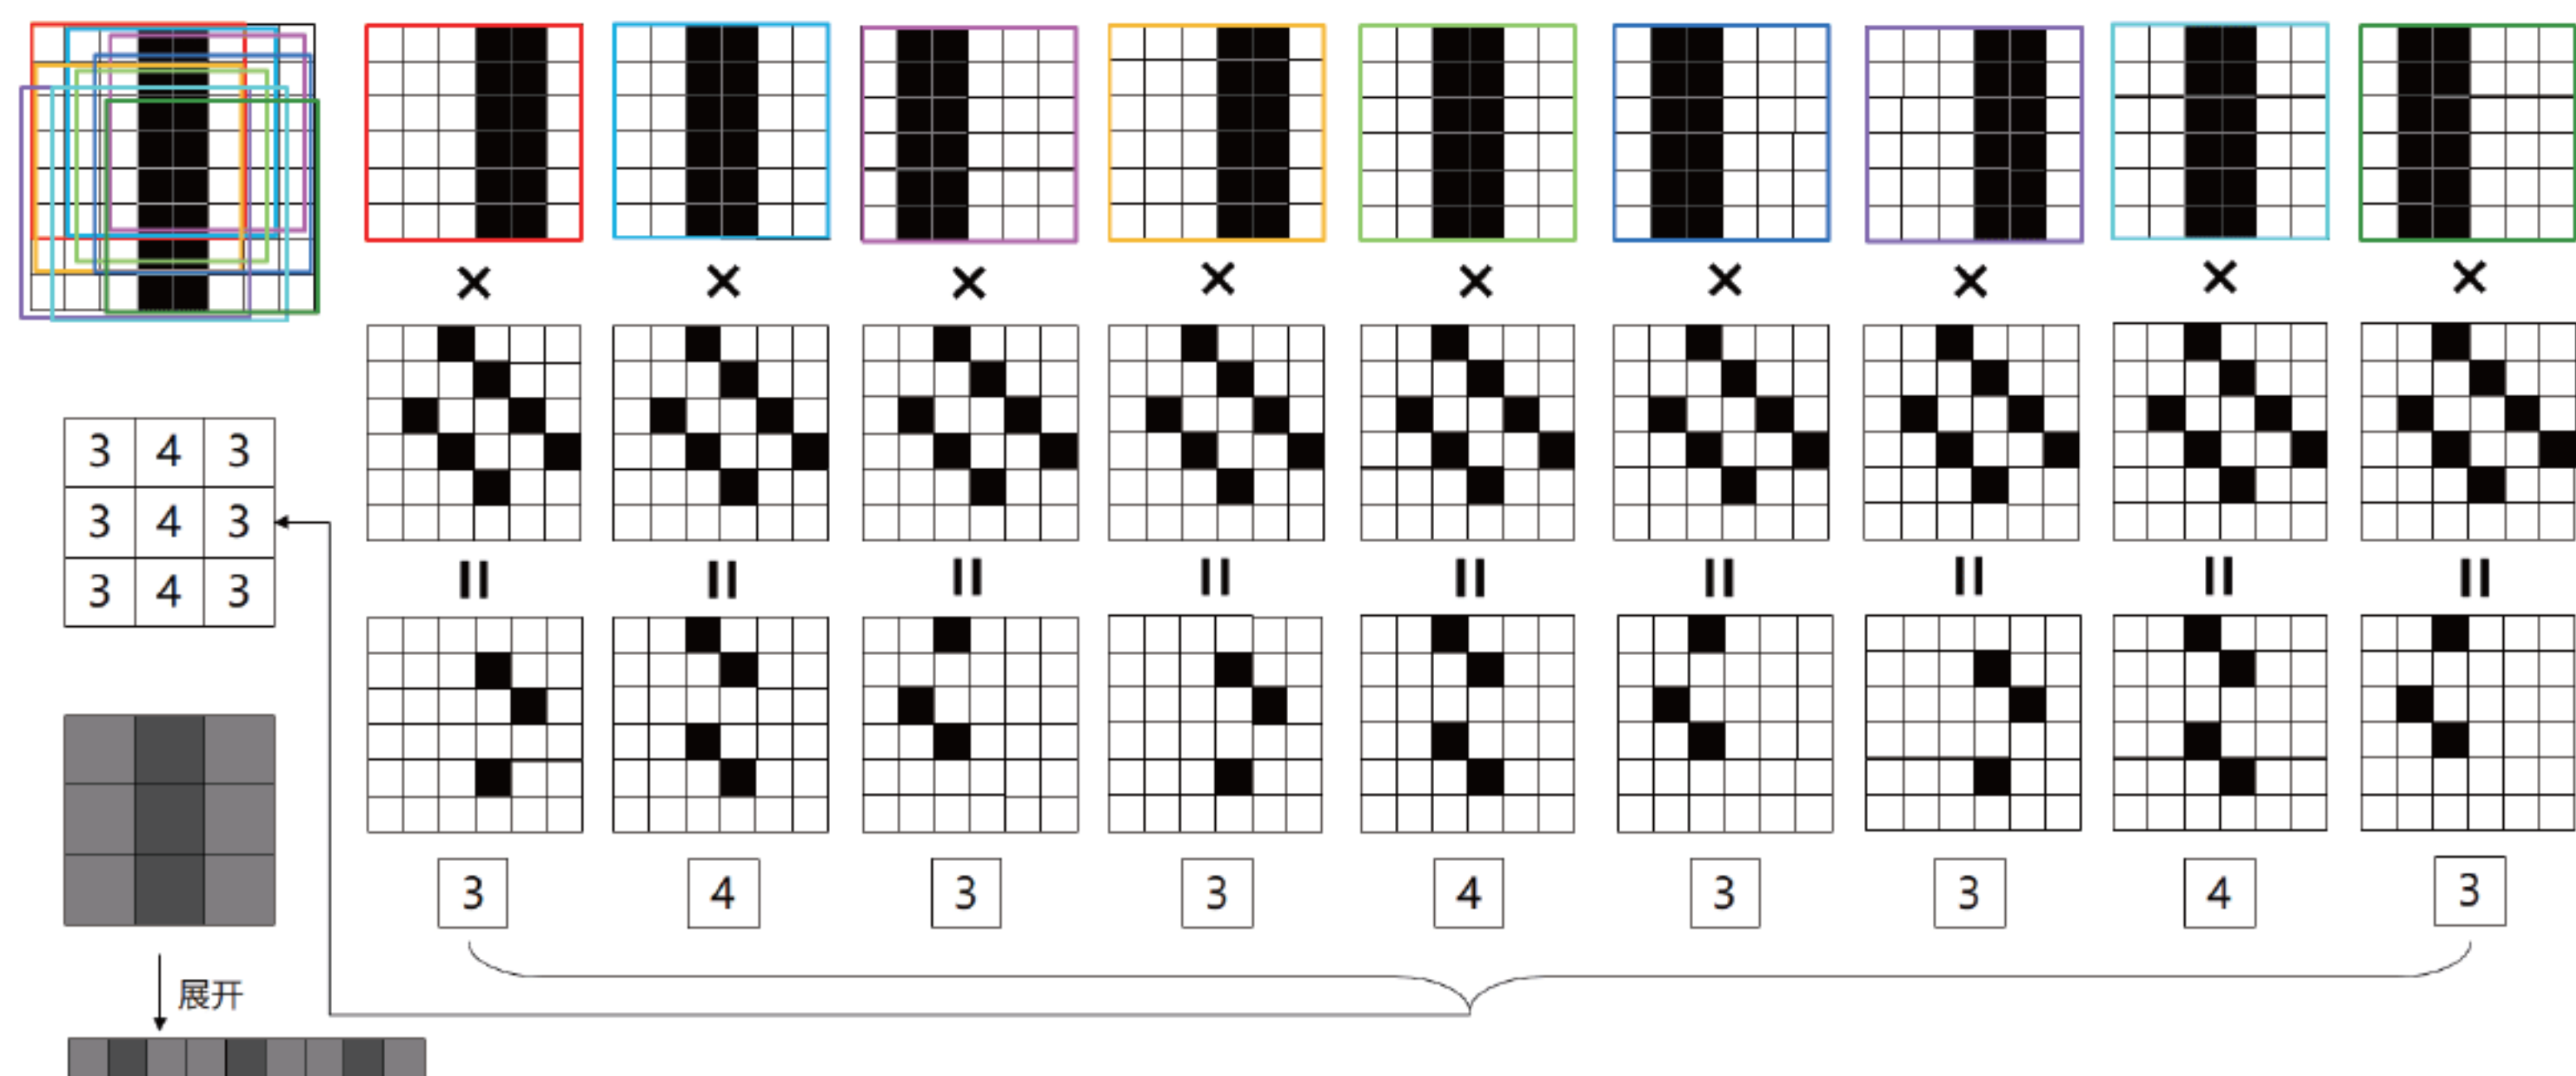 × × × × × × × × ×
= = = = = = = = =
3 4 3
3 4 3
3 4 3
3 4 3 3 4 3 3 4 3
展开